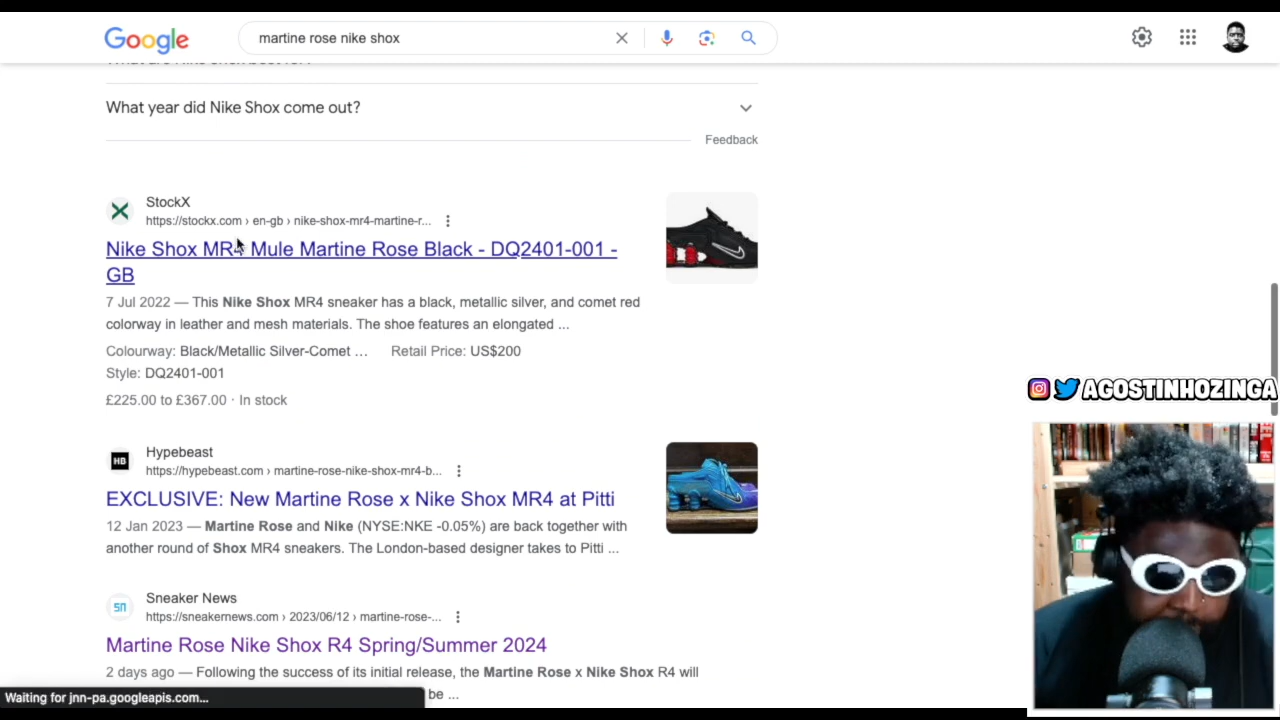 Google
martine rose nike shox
What are Nike Shox best for?
What year did Nike Shox come out?
Feedback
StockX
https://stockx.com › en-gb › nike-shox-mr4-martine-r...
Nike Shox MR4 Mule Martine Rose Black - DQ2401-001 -
GB
7 Jul 2022 — This Nike Shox MR4 sneaker has a black, metallic silver, and comet red
colorway in leather and mesh materials. The shoe features an elongated ...
Colourway: Black/Metallic Silver-Comet ... Retail Price: US$200
Style: DQ2401-001
£225.00 to £367.00 · In stock
HB
Hypebeast
https://hypebeast.com › martine-rose-nike-shox-mr4-b...
EXCLUSIVE: New Martine Rose x Nike Shox MR4 at Pitti
12 Jan 2023 — Martine Rose and Nike (NYSE:NKE -0.05%) are back together with
another round of Shox MR4 sneakers. The London-based designer takes to Pitti ...
Sn
Sneaker News
https://sneakernews.com › 2023/06/12 › martine-rose-...
Martine Rose Nike Shox R4 Spring/Summer 2024
2 days ago — Following the success of its initial release, the Martine Rose x Nike Shox R4 will
be ...
Waiting for jnn-pa.googleapis.com...
AGOSTINHOZINGA